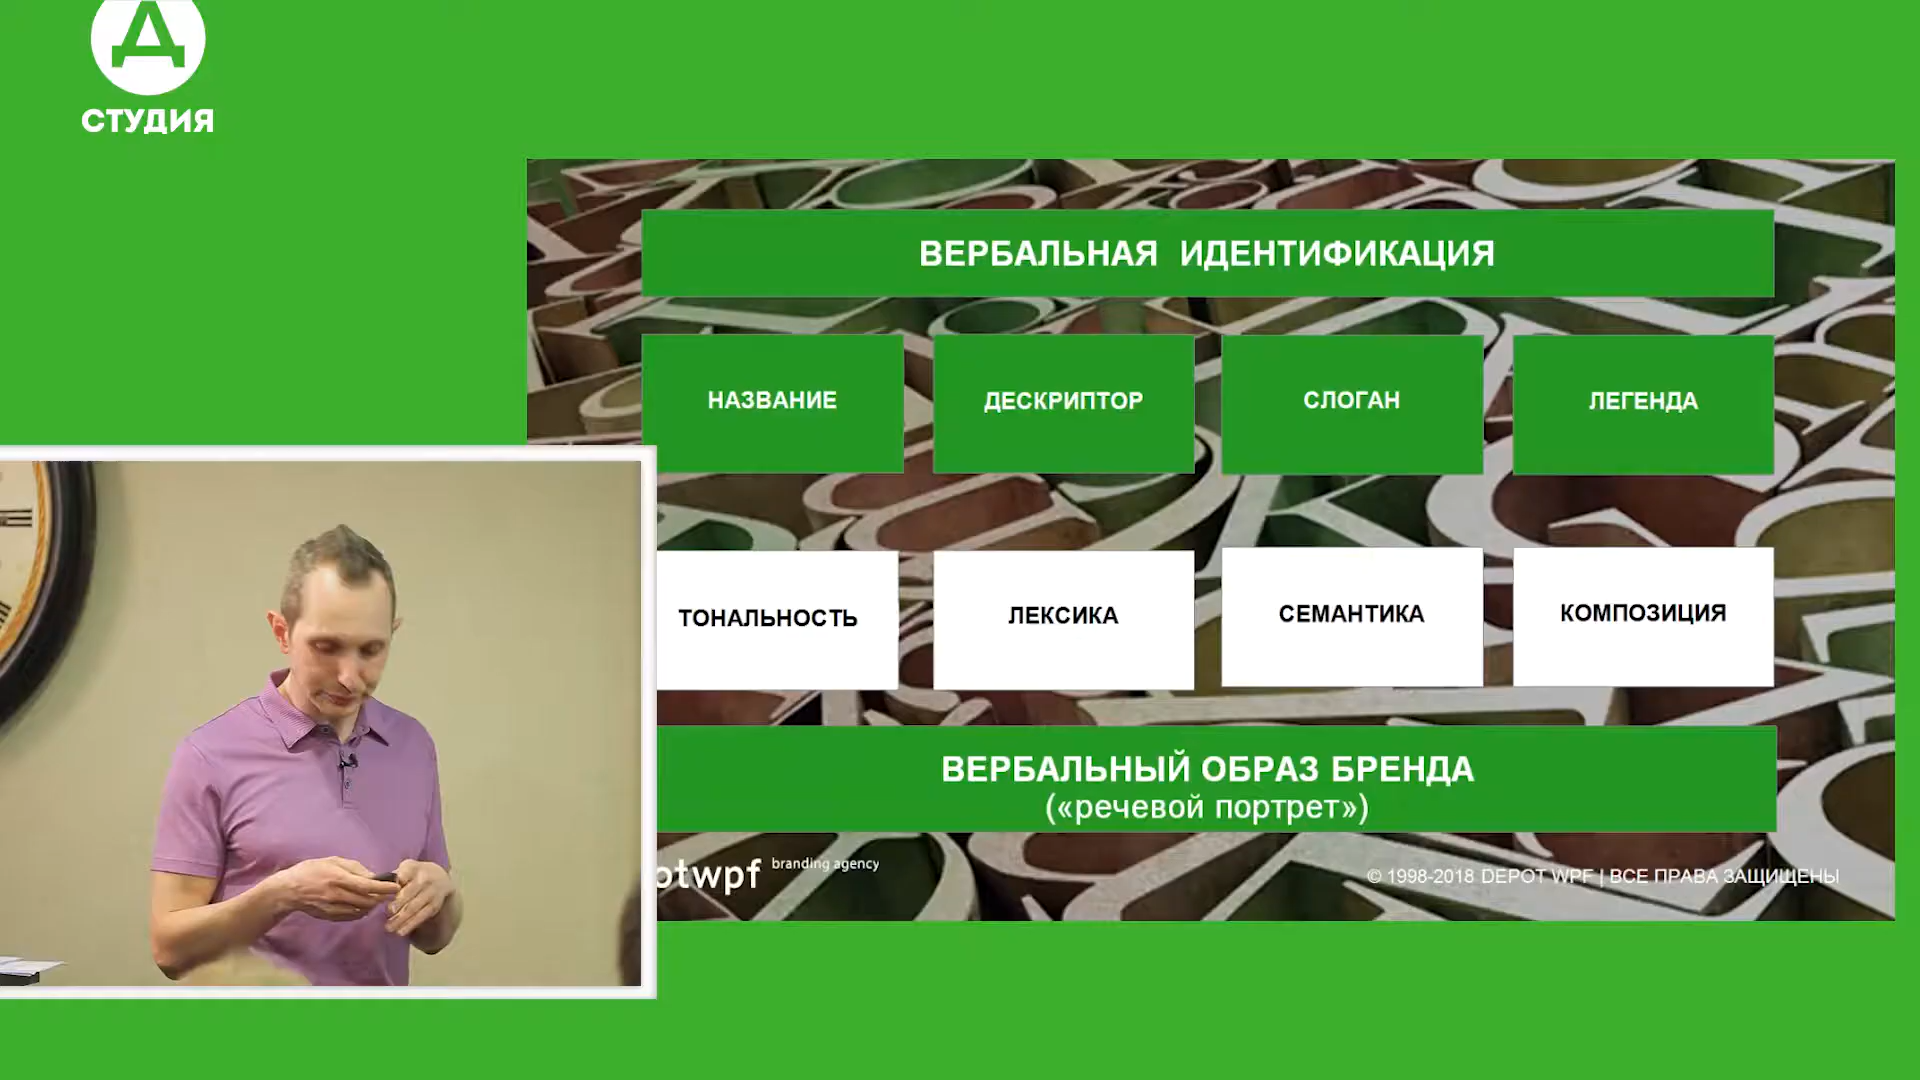 Д
СТУДИЯ
ВЕРБАЛЬНАЯ ИДЕНТИФИКАЦИЯ
НАЗВАНИЕ
ДЕСКРИПТОР
СЛОГАН
ЛЕГЕНДА
ТОНАЛЬНОСТЬ
ЛЕКСИКА
СЕМАНТИКА
КОМПОЗИЦИЯ
ВЕРБАЛЬНЫЙ ОБРАЗ БРЕНДА
(«речевой портрет»)
otwpf branding agency
© 1998-2018 DEPOT WPF | ВСЕ ПРАВА ЗАЩИЩЕНЫ